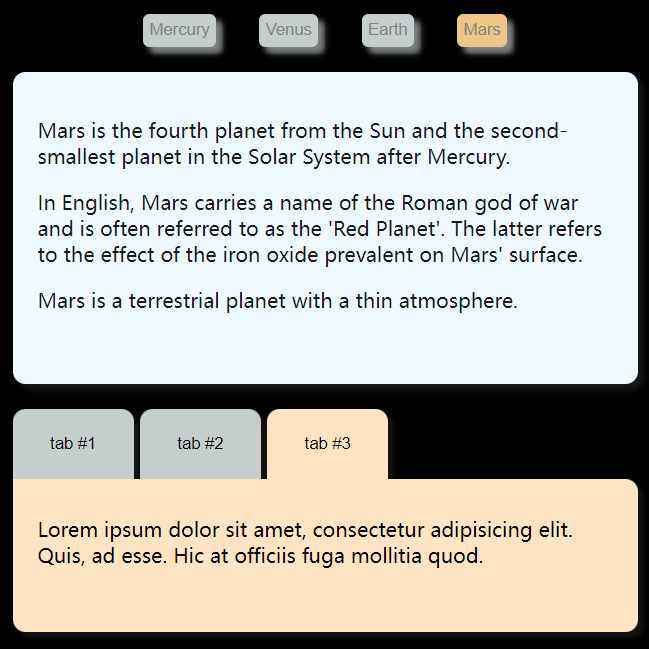 Mercury Venus Earth Mars
Mars is the fourth planet from the Sun and the second-
smallest planet in the Solar System after Mercury.
In English, Mars carries a name of the Roman god of war
and is often referred to as the 'Red Planet'. The latter refers
to the effect of the iron oxide prevalent on Mars' surface.
Mars is a terrestrial planet with a thin atmosphere.
tab #1 tab #2 tab #3
Lorem ipsum dolor sit amet, consectetur adipisicing elit.
Quis, ad esse. Hic at officiis fuga mollitia quod.